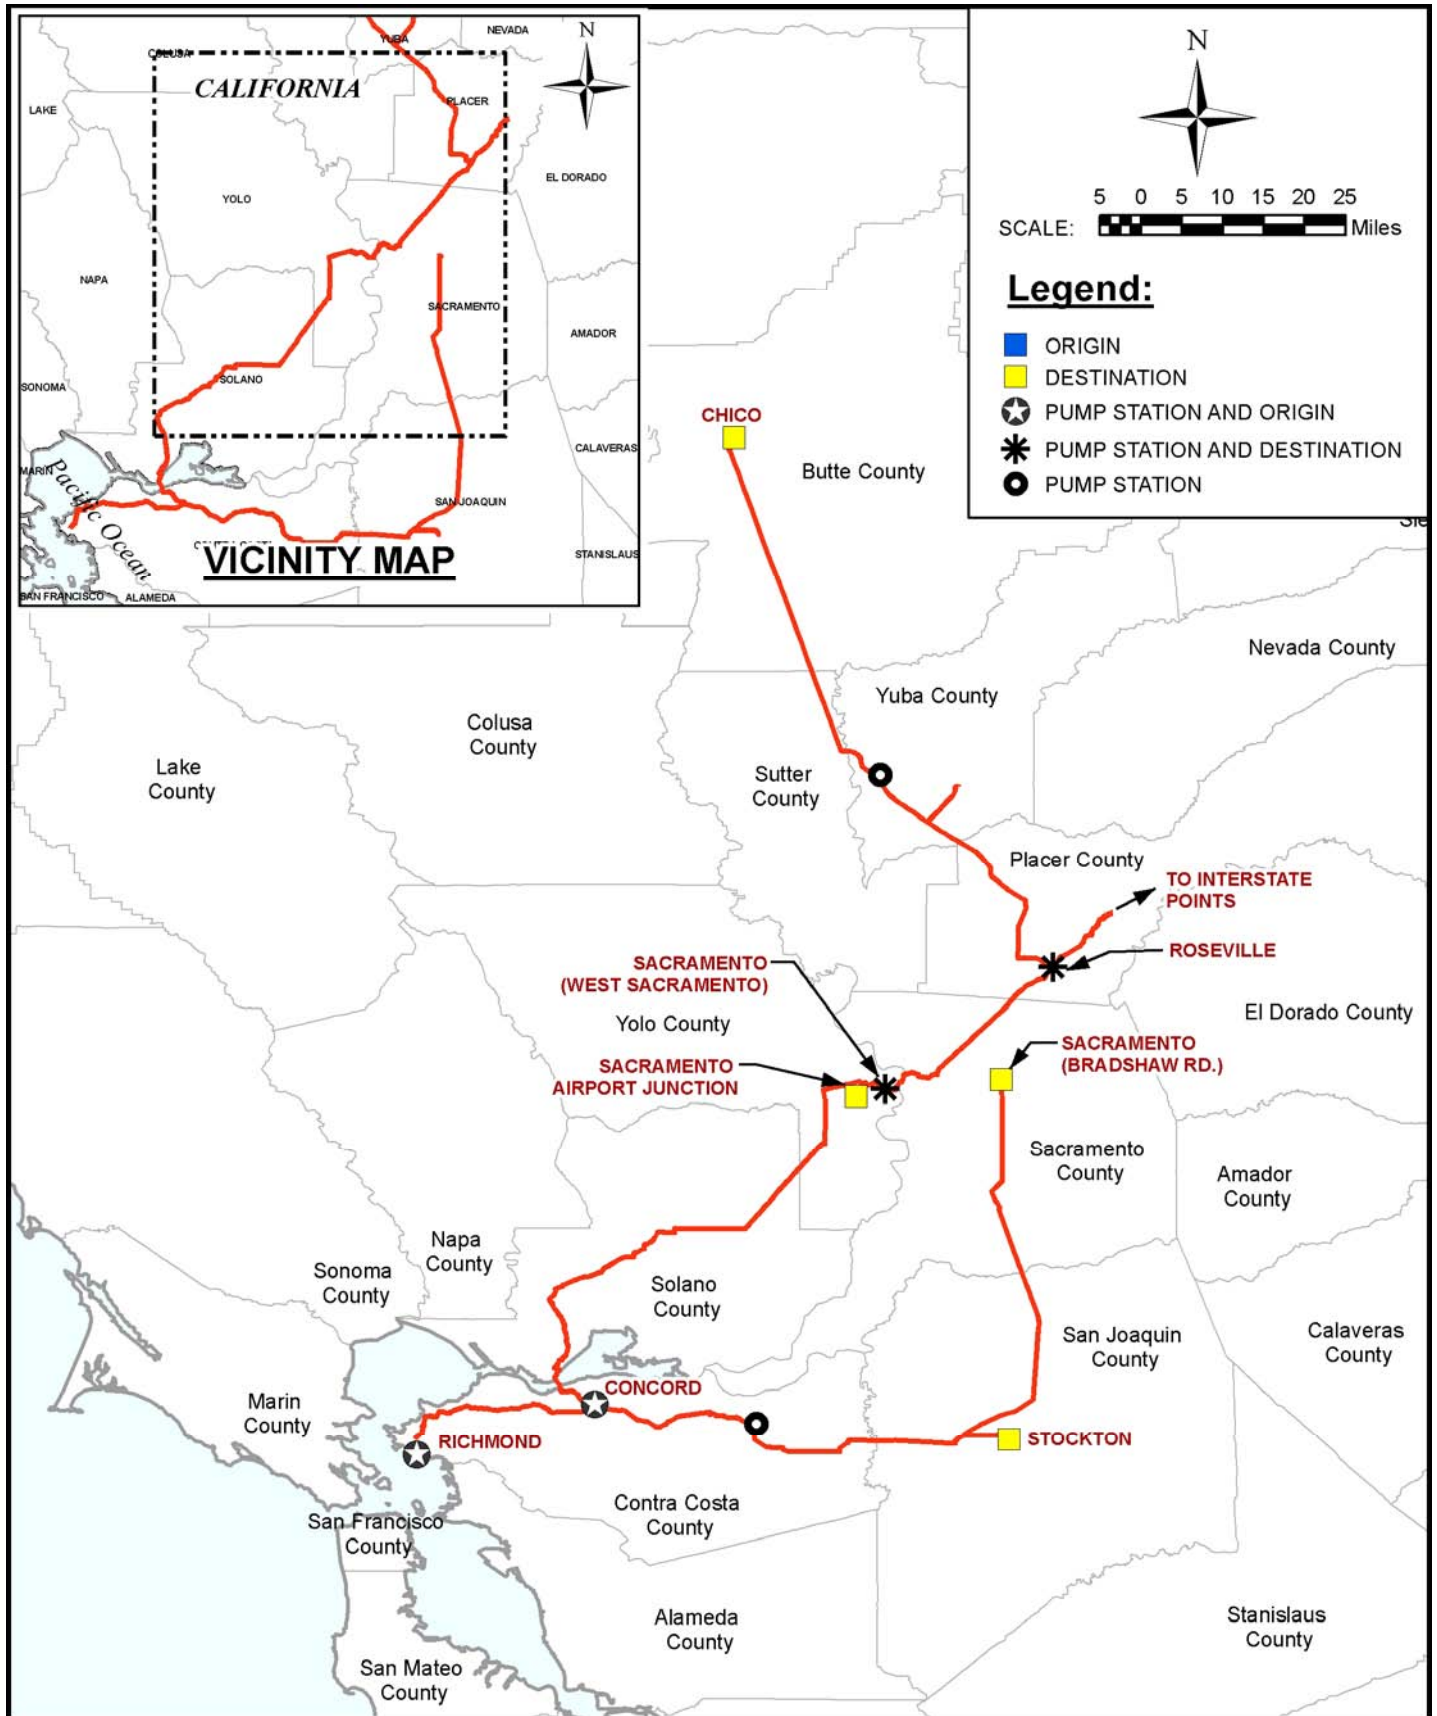 YUBA
NEVADA
N
COLUSA
CALIFORNIA
LAKE
PLACER
EL DORADO
YOLO
NAPA
SACRAMENTO
AMADOR
SONOMA
SOLANO
CALAVERAS
MARIN
Pacific Ocean
SAN JOAQUIN
STANISLAUS
VICINITY MAP
SAN FRANCISCO
ALAMEDA
N
5 0 5 10 15 20 25
SCALE:
Miles
Legend:
ORIGIN
DESTINATION
PUMP STATION AND ORIGIN
PUMP STATION AND DESTINATION
PUMP STATION
CHICO
Butte County
Nevada County
Yuba County
Colusa
County
Lake
County
Sutter
County
Placer County
TO INTERSTATE
POINTS
ROSEVILLE
SACRAMENTO
(WEST SACRAMENTO)
Yolo County
El Dorado County
SACRAMENTO
(BRADSHAW RD.)
SACRAMENTO
AIRPORT JUNCTION
Sacramento
County
Amador
County
Napa
County
Sonoma
County
Solano
County
San Joaquin
County
Calaveras
County
CONCORD
Marin
County
RICHMOND
STOCKTON
Contra Costa
County
San Francisco
County
Alameda
County
Stanislaus
County
San Mateo
County